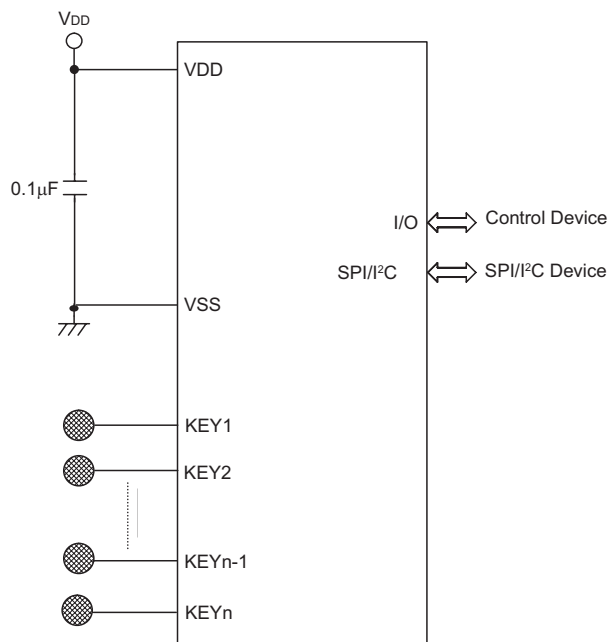 VDD
VDD
0.1μF
I/O
Control Device
SPI/I²C
SPI/I²C Device
VSS
KEY1
KEY2
KEYn-1
KEYn